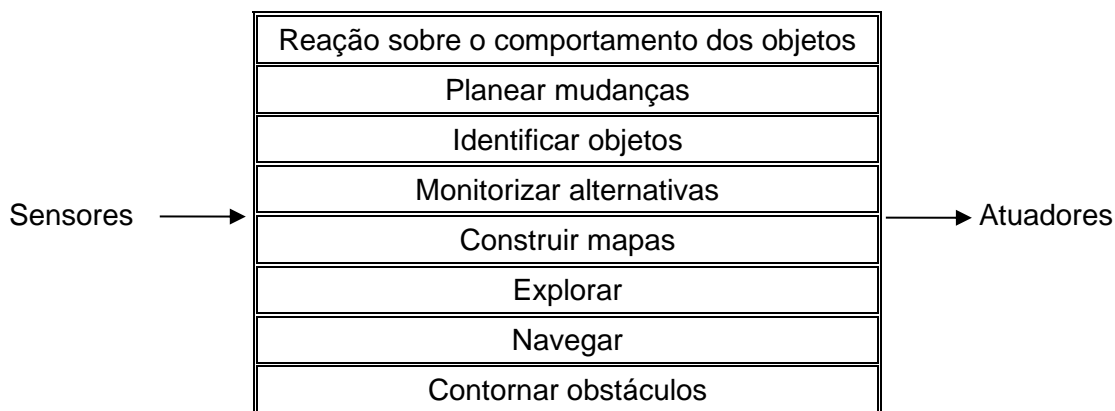 Reação sobre o comportamento dos objetos
Planear mudanças
Identificar objetos
Monitorizar alternativas
Sensores
Atuadores
Construir mapas
Explorar
Navegar
Contornar obstáculos